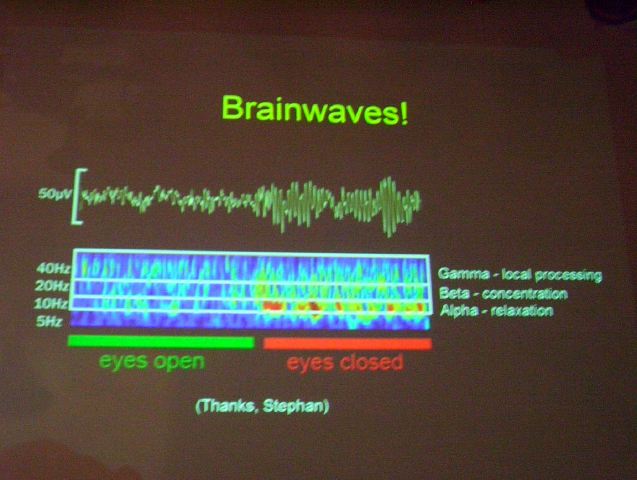 Brainwaves!
50µV
40Hz
20Hz
10Hz
5Hz
Gamma - local processing
Beta - concentration
Alpha - relaxation
eyes open
eyes closed
(Thanks, Stephan)